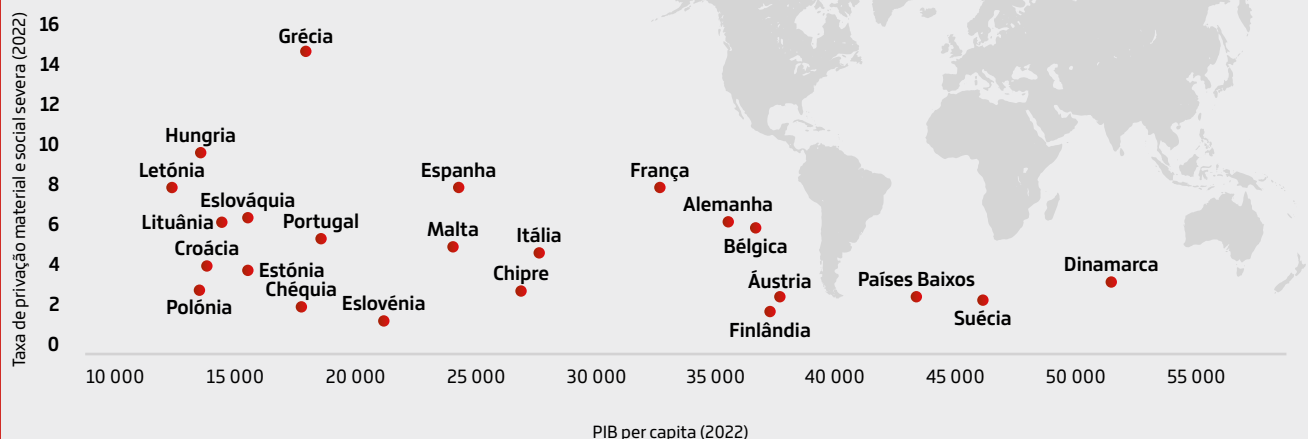 Taxa de privação material e social severa (2022)
16
14
12
10
8
6
4
2
0
Grécia
Hungria
Letónia
Eslováquia
Lituânia
Portugal
Croácia
Estónia
Polónia
Chéquia
Eslovénia
Espanha
Malta
Itália
Chipre
França
Alemanha
Bélgica
Áustria
Finlândia
Países Baixos
Suécia
Dinamarca
10 000 15 000 20 000 25 000 30 000 35 000 40 000 45 000 50 000 55 000
PIB per capita (2022)